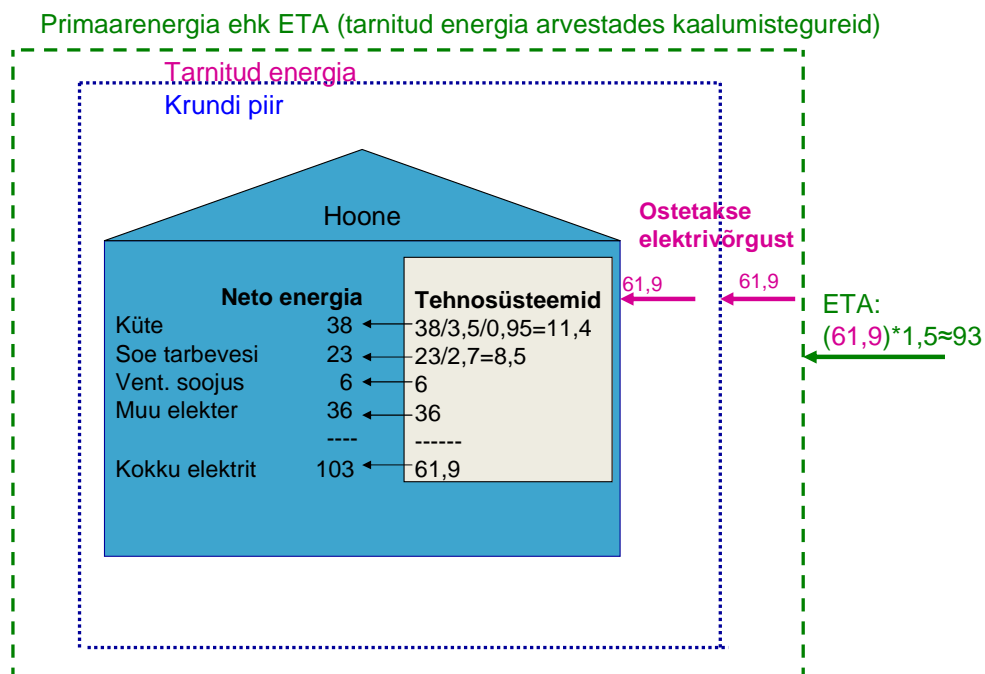 Primaarenergia ehk ETA (tarnitud energia arvestades kaalumistegureid)
Tarnitud energia
Krundi piir
Hoone
Ostetakse
elektrivõrgust
61,9
61,9
ETA:
(61,9)*1,5≈93
Neto energia
Tehnosüsteemid
Küte 38 38/3,5/0,95=11,4
Soe tarbevesi 23 23/2,7=8,5
Vent. soojus 6 6
Muu elekter 36 36
---- ------
Kokku elektrit 103 61,9